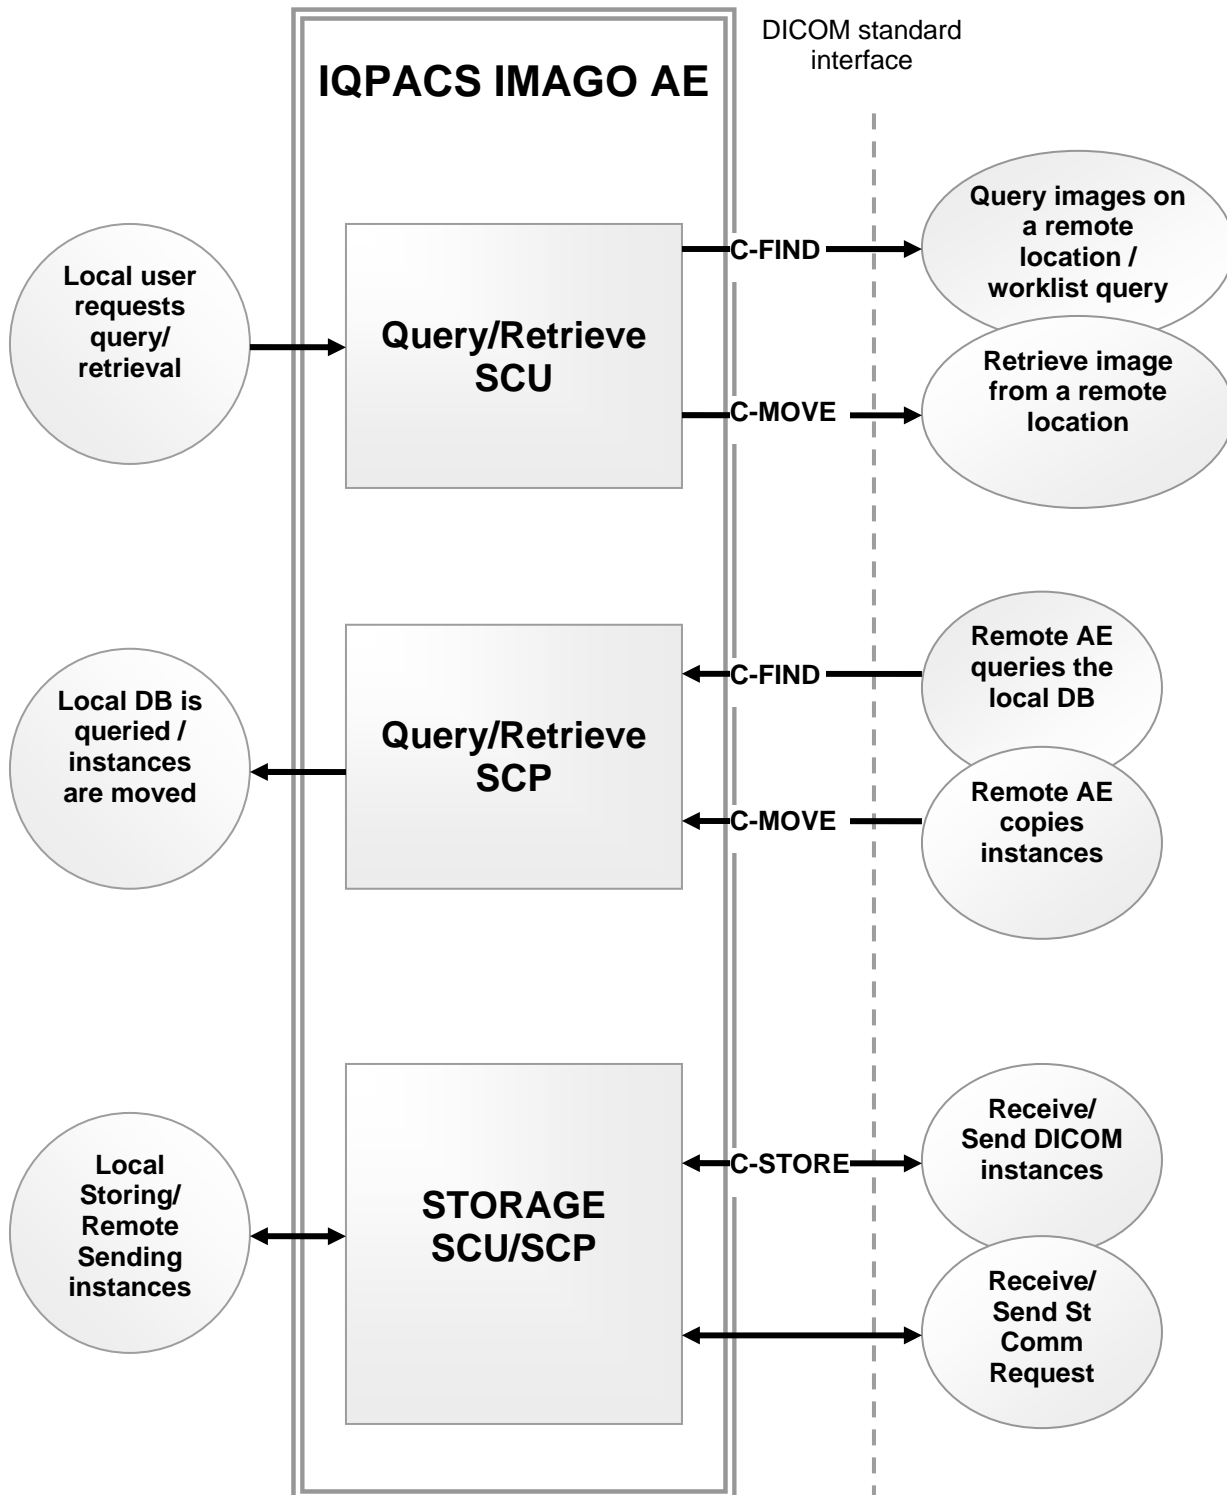 DICOM standard
interface
IQPACS IMAGO AE
Local user
requests
query/
retrieval
Query/Retrieve
SCU
C-FIND
C-MOVE
Query images on
a remote
location /
worklist query
Retrieve image
from a remote
location
Local DB is
queried /
instances
are moved
Query/Retrieve
SCP
C-FIND
C-MOVE
Remote AE
queries the
local DB
Remote AE
copies
instances
Local
Storing/
Remote
Sending
instances
STORAGE
SCU/SCP
C-STORE
Receive/
Send DICOM
instances
Receive/
Send St
Comm
Request